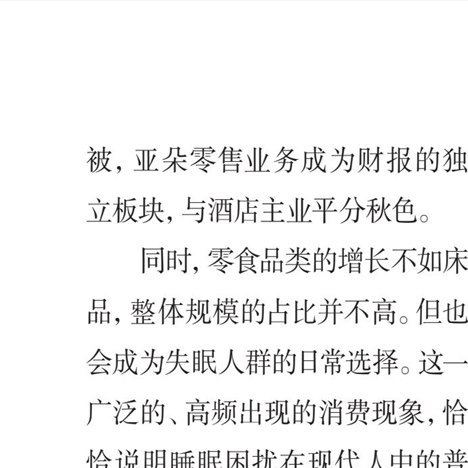 被，亚朵零售业务成为财报的独
立板块，与酒店主业平分秋色。
同时，零食品类的增长不如床
品，整体规模的占比并不高。但也
会成为失眠人群的日常选择。这一
广泛的、高频出现的消费现象，恰
恰说明睡眠困扰在现代人中的普